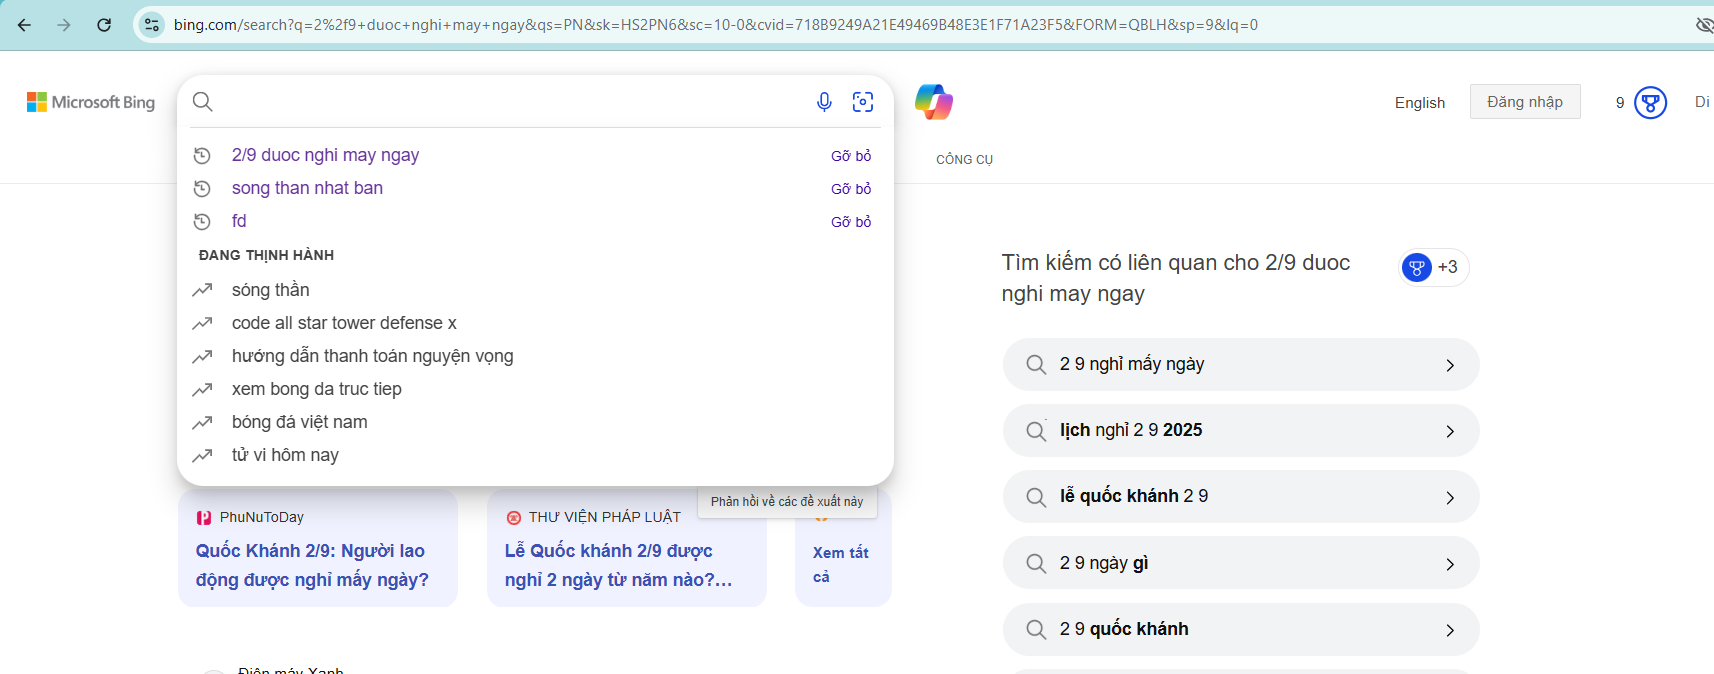 bing.com/search?q=2%2f9+duoc+nghi+may+ngay&qs=PN&sk=HS2PN6&sc=10-0&cvid=718B9249A21E49469B48E3E1F71A23F5&FORM=QBLH&sp=9&lq=0
Microsoft Bing
English
Đăng nhập
9
Di
2/9 duoc nghi may ngay
Gỡ bỏ
song than nhat ban
Gỡ bỏ
fd
Gỡ bỏ
ĐANG THỊNH HÀNH
sóng thần
code all star tower defense x
hướng dẫn thanh toán nguyện vọng
xem bong da truc tiep
bóng đá việt nam
tử vi hôm nay
CÔNG CỤ
Phản hồi về các đề xuất này
PhuNuToDay
Quốc Khánh 2/9: Người lao
động được nghỉ mấy ngày?
THƯ VIỆN PHÁP LUẬT
Lễ Quốc khánh 2/9 được
nghỉ 2 ngày từ năm nào?...
Xem tất
cả
Điện máy Xanh
Tìm kiếm có liên quan cho 2/9 duoc
nghi may ngay
+3
2 9 nghỉ mấy ngày
lịch nghỉ 2 9 2025
lễ quốc khánh 2 9
2 9 ngày gì
2 9 quốc khánh